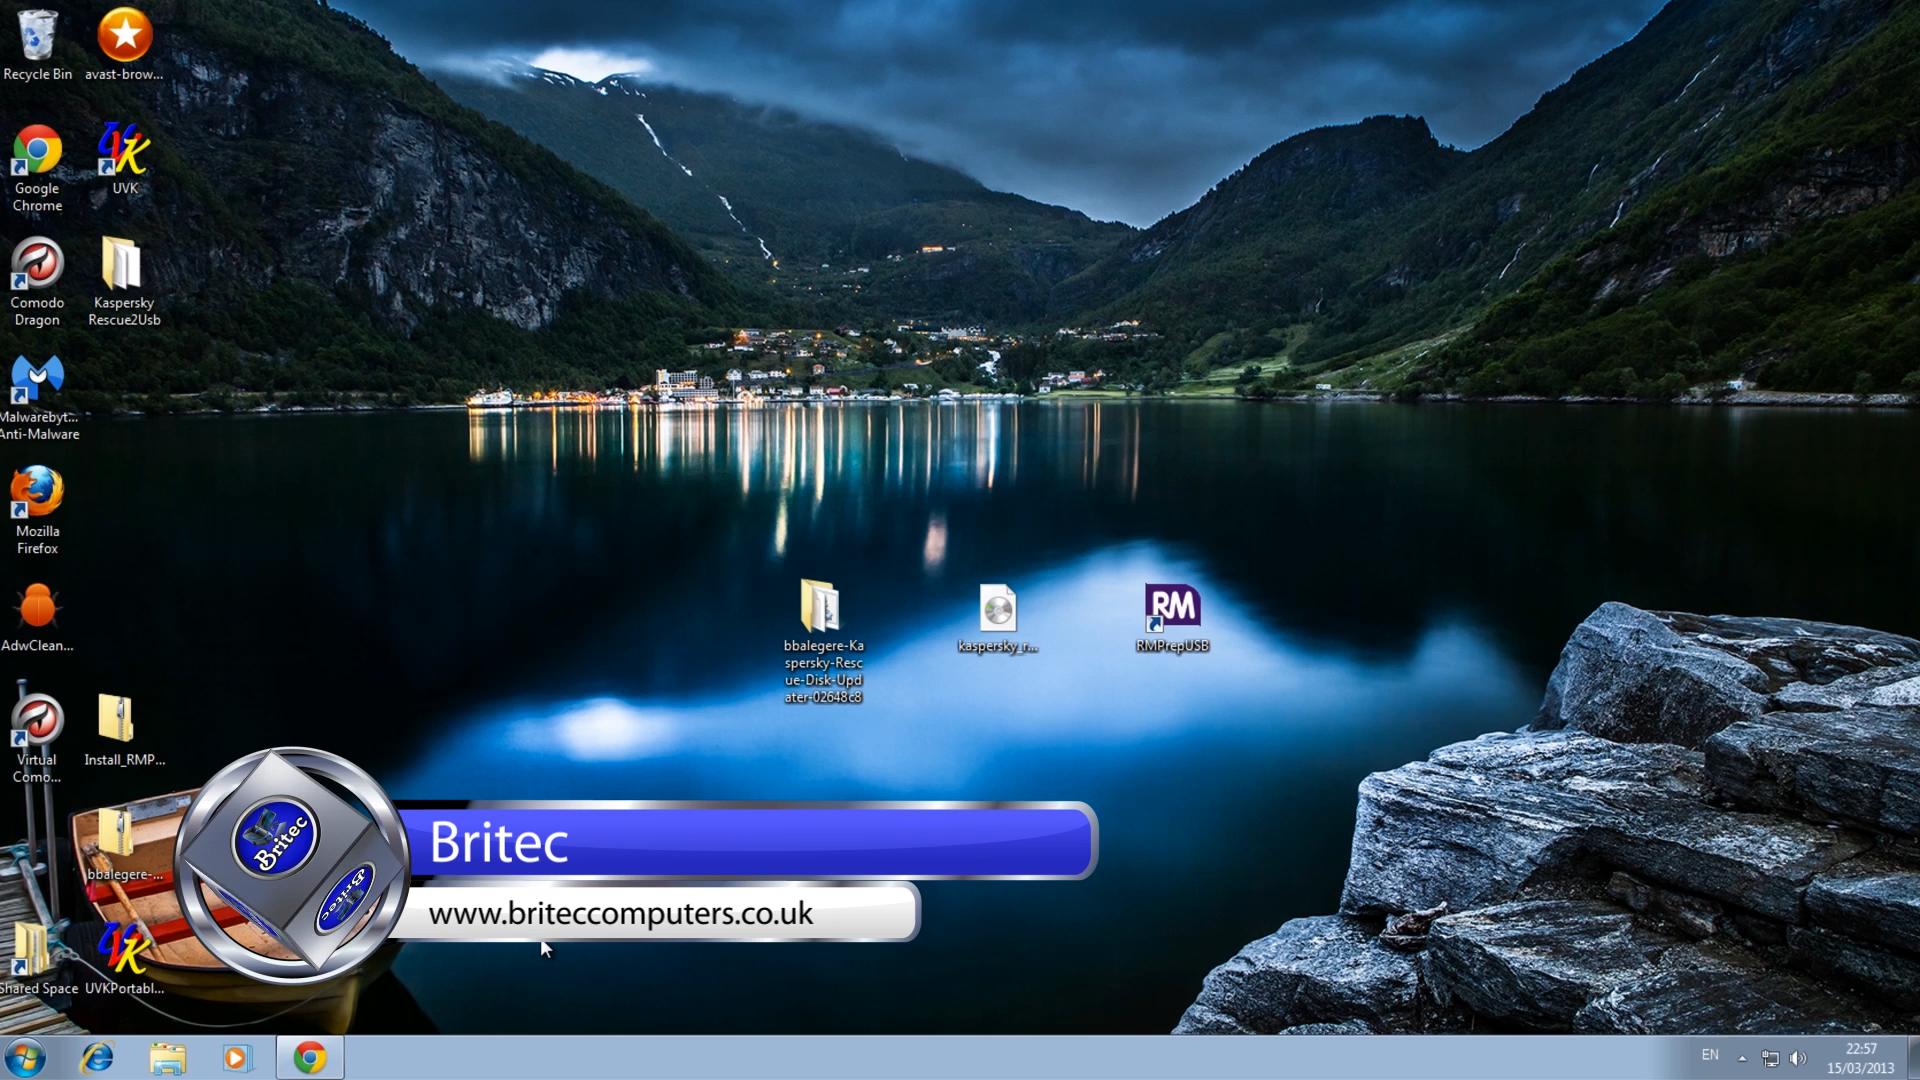 Recycle Bin
avast-brow...
Google
Chrome
UVK
Comodo
Dragon
Kaspersky
Rescue2Usb
Malwarebyt...
Anti-Malware
Mozilla
Firefox
AdwClean...
bbalegere-Ka
spersky-Resc
ue-Disk-Upd
ater-02648c8
kaspersky_r...
RM
RMPrepUSB
Virtual
Como...
Install_RMP...
bbalegere-...
Shared Space
UVKPortabl...
Britec
Britec
Britec
www.briteccomputers.co.uk
EN
22:57
15/03/2013